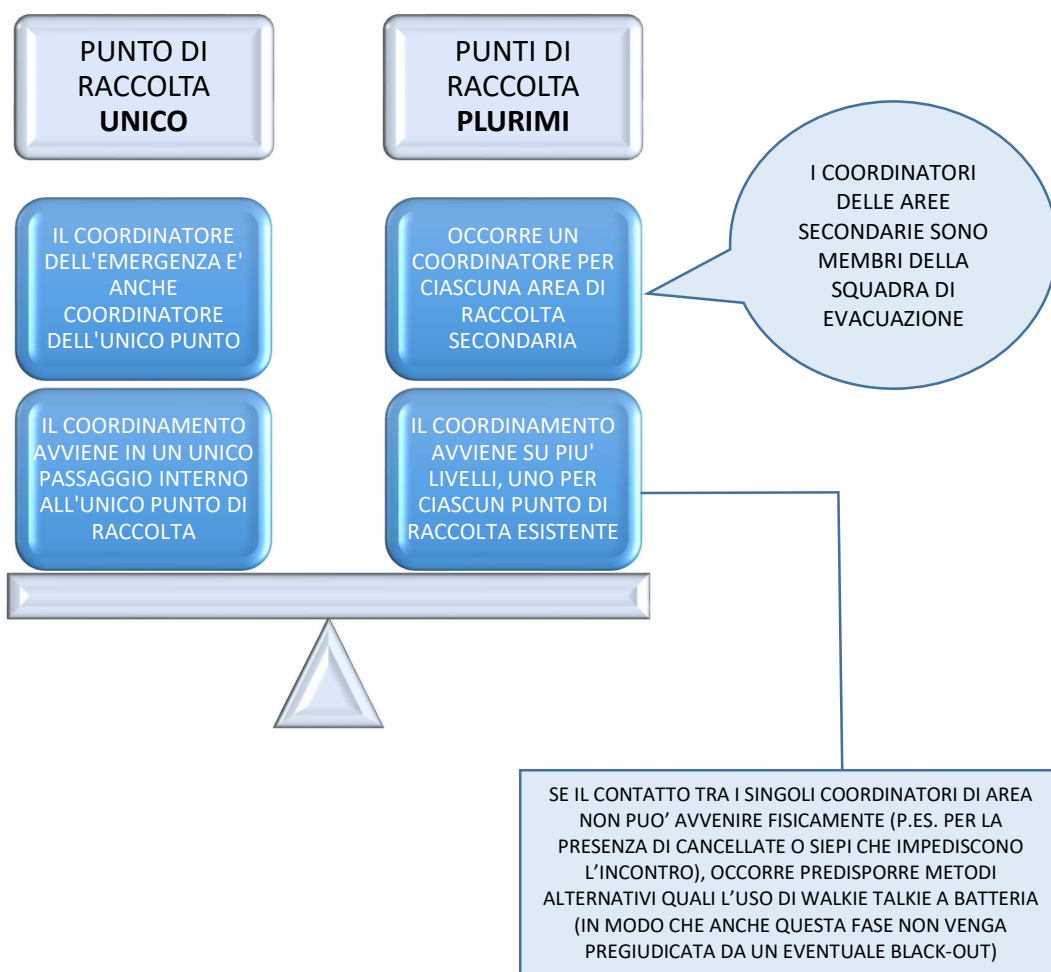 PUNTO DI
RACCOLTA
UNICO
PUNTI DI
RACCOLTA
PLURIMI
IL COORDINATORE
DELL'EMERGENZA E'
ANCHE
COORDINATORE
DELL'UNICO PUNTO
OCCORRE UN
COORDINATORE PER
CIASCUNA AREA DI
RACCOLTA
SECONDARIA
I COORDINATORI
DELLE AREE
SECONDARIE SONO
MEMBRI DELLA
SQUADRA DI
EVACUAZIONE
IL COORDINAMENTO
AVVIENE IN UN UNICO
PASSAGGIO INTERNO
ALL'UNICO PUNTO DI
RACCOLTA
IL COORDINAMENTO
AVVIENE SU PIU'
LIVELLI, UNO PER
CIASCUN PUNTO DI
RACCOLTA ESISTENTE
SE IL CONTATTO TRA I SINGOLI COORDINATORI DI AREA
NON PUO’ AVVENIRE FISICAMENTE (P.ES. PER LA
PRESENZA DI CANCELLATE O SIEPI CHE IMPEDISCONO
L’INCONTRO), OCCORRE PREDISPORRE METODI
ALTERNATIVI QUALI L’USO DI WALKIE TALKIE A BATTERIA
(IN MODO CHE ANCHE QUESTA FASE NON VENGA
PREGIUDICATA DA UN EVENTUALE BLACK-OUT)